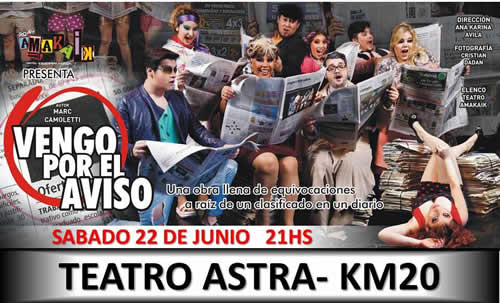 AMAKAIK
PRESENTA
AUTOR
MARC
CAMOLETTI
VENGO
POR EL
AVISO
DIRECCIÓN
ANA KARINA
AVILA
FOTOGRAFÍA
CRISTIAN
DADAN
ELENCO
TEATRO
AMAKAIK
Una obra llena de equivocaciones
a raíz de un clasificado en un diario
SABADO 22 DE JUNIO 21HS
TEATRO ASTRA- KM20